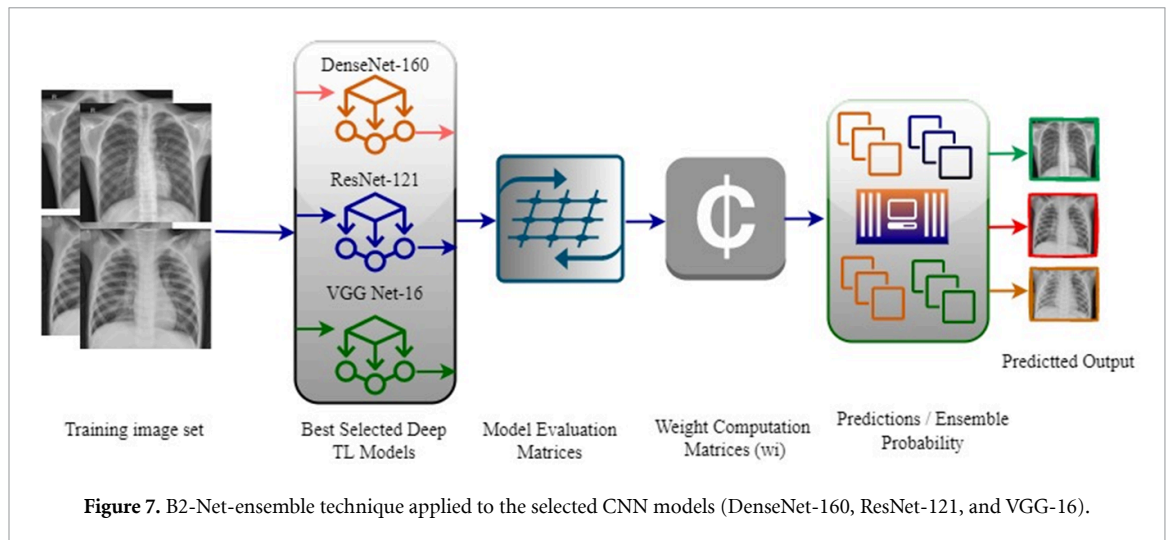 DenseNet-160
ResNet-121
VGG Net-16
Predictted Output
Training image set
Best Selected Deep
TL Models
Model Evaluation
Matrices
Weight Computation
Matrices (wi)
Predictions / Ensemble
Probability
Figure 7. B2-Net-ensemble technique applied to the selected CNN models (DenseNet-160, ResNet-121, and VGG-16).